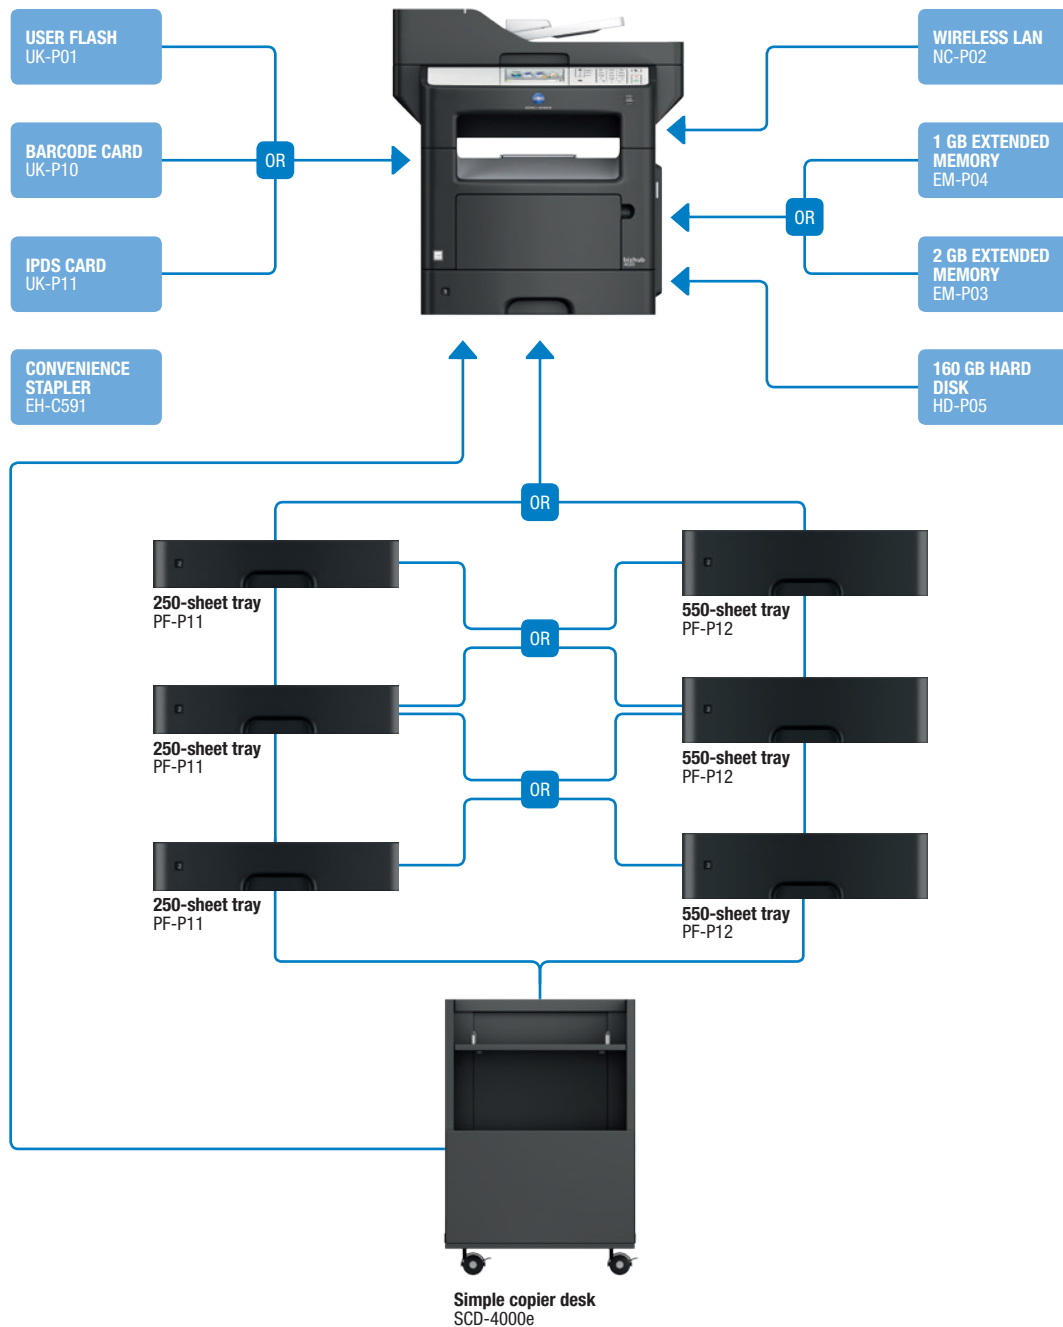 USER FLASH
UK-P01
BARCODE CARD
UK-P10
OR
IPDS CARD
UK-P11
CONVENIENCE
STAPLER
EH-C591
bizhub
WIRELESS LAN
NC-P02
1 GB EXTENDED
MEMORY
EM-P04
OR
2 GB EXTENDED
MEMORY
EM-P03
160 GB HARD
DISK
HD-P05
OR
250-sheet tray
PF-P11
550-sheet tray
PF-P12
OR
250-sheet tray
PF-P11
550-sheet tray
PF-P12
OR
250-sheet tray
PF-P11
550-sheet tray
PF-P12
Simple copier desk
SCD-4000e